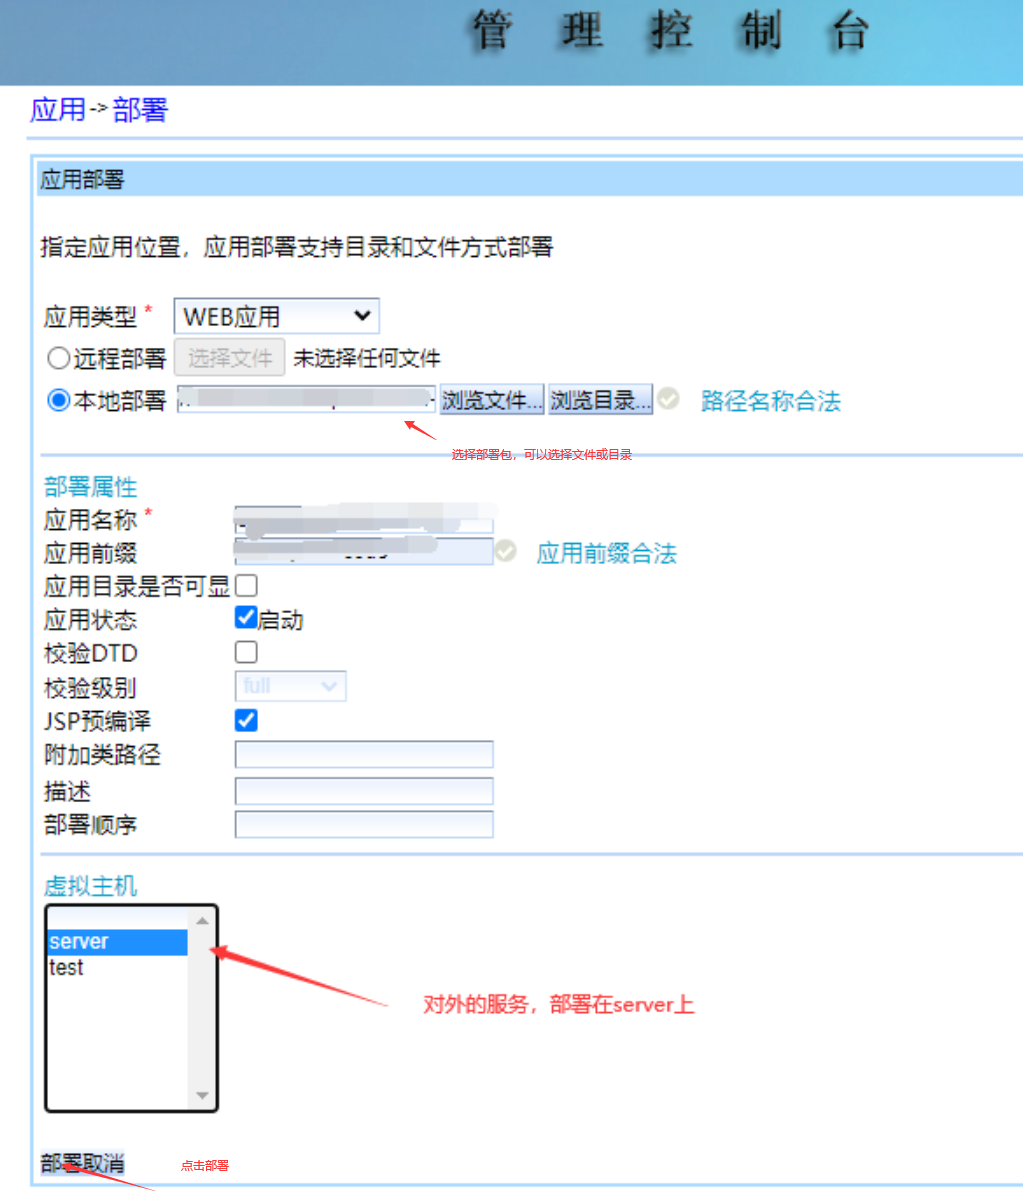 管理控制台
应用->部署
应用部署
指定应用位置，应用部署支持目录和文件方式部署
应用类型* WEB应用
远程部署 选择文件 未选择任何文件
本地部署 浏览文件... 浏览目录... 路径名称合法
选择部署包，可以选择文件或目录
部署属性
应用名称*
应用前缀 应用前缀合法
应用目录是否可显
应用状态 启动
校验DTD
校验级别 full
JSP预编译
附加类路径
描述
部署顺序
虚拟主机
server
test
对外的服务，部署在server上
部署取消 点击部署